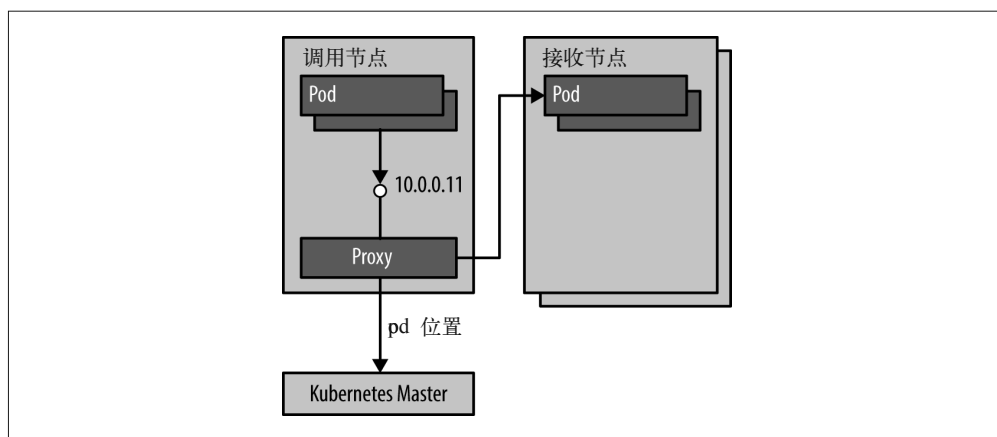 调用节点
Pod
10.0.0.11
Proxy
接收节点
Pod
pd 位置
Kubernetes Master